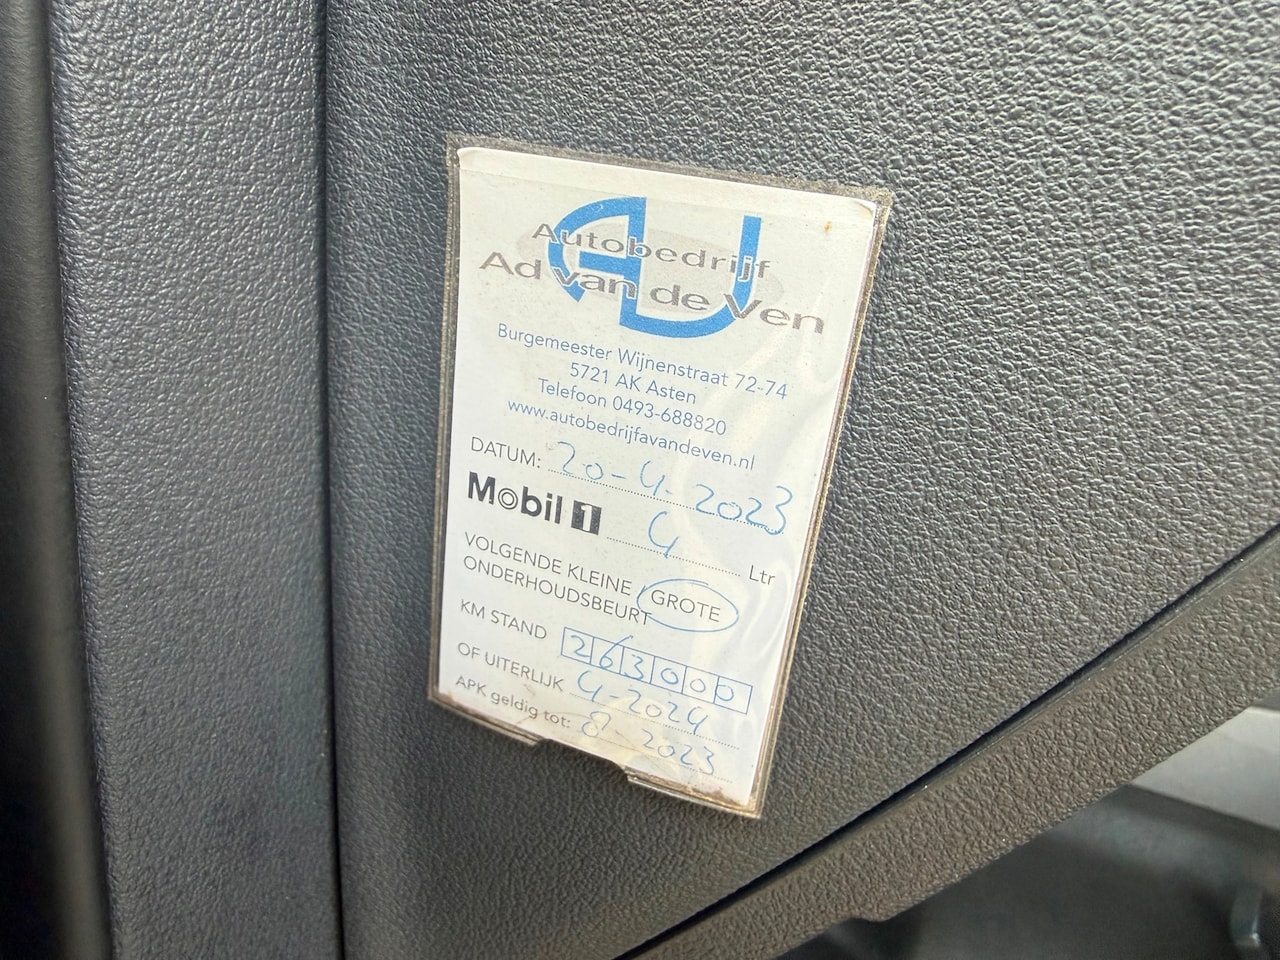 Autobedrijf
Ad van de Ven
Burgemeester Wijnenstraat 72-74
5721 AK Asten
Telefoon 0493-688820
www.autobedrijfavandeven.nl
DATUM: 20-4-2023
Mobil 1 4 Ltr
VOLGENDE KLEINE / GROTE
ONDERHOUDSBEURT
KM STAND 263000
OF UITERLIJK 4-2024
APK geldig tot: 8-2023